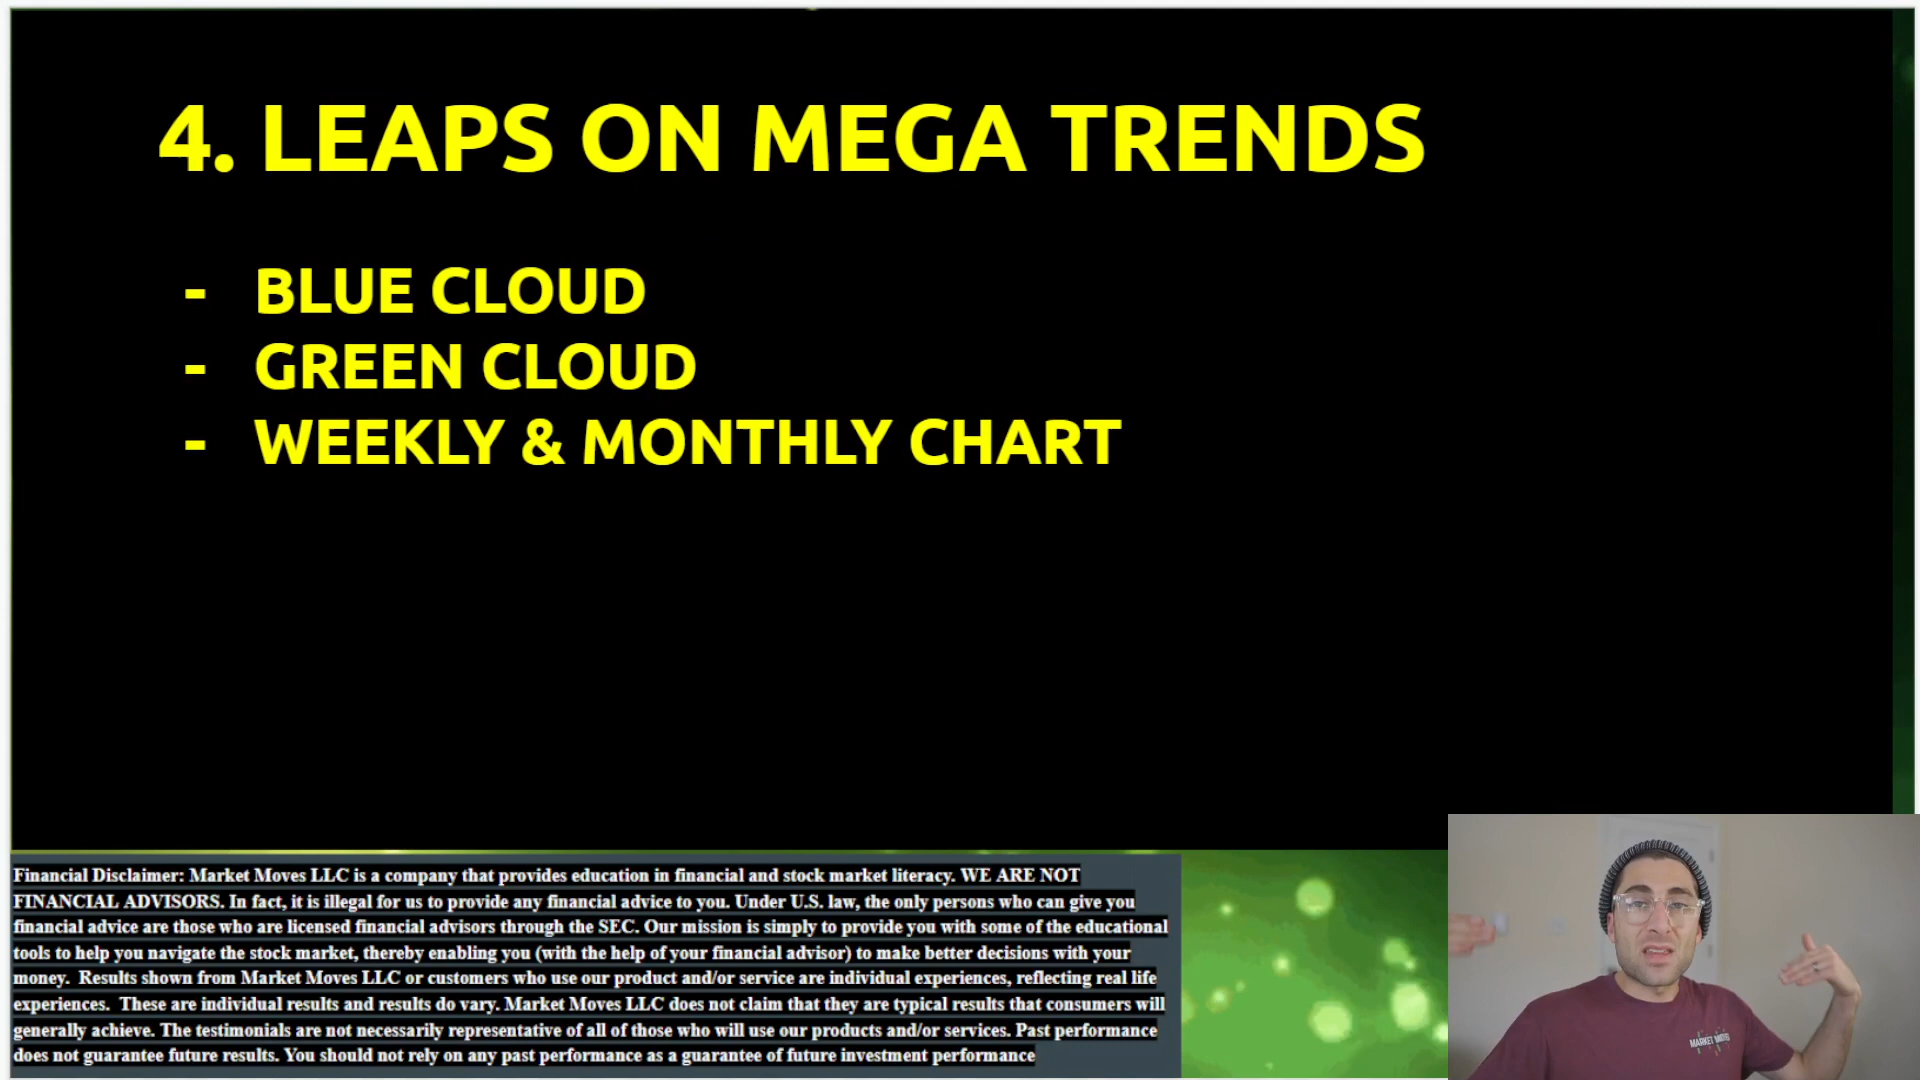 4. LEAPS ON MEGA TRENDS
- BLUE CLOUD
- GREEN CLOUD
- WEEKLY & MONTHLY CHART
Financial Disclaimer: Market Moves LLC is a company that provides education in financial and stock market literacy. WE ARE NOT
FINANCIAL ADVISORS. In fact, it is illegal for us to provide any financial advice to you. Under U.S. law, the only persons who can give you
financial advice are those who are licensed financial advisors through the SEC. Our mission is simply to provide you with some of the educational
tools to help you navigate the stock market, thereby enabling you (with the help of your financial advisor) to make better decisions with your
money.  Results shown from Market Moves LLC or customers who use our product and/or service are individual experiences, reflecting real life
experiences.  These are individual results and results do vary. Market Moves LLC does not claim that they are typical results that consumers will
generally achieve. The testimonials are not necessarily representative of all of those who will use our products and/or services. Past performance
does not guarantee future results. You should not rely on any past performance as a guarantee of future investment performance
MARKET MOVES